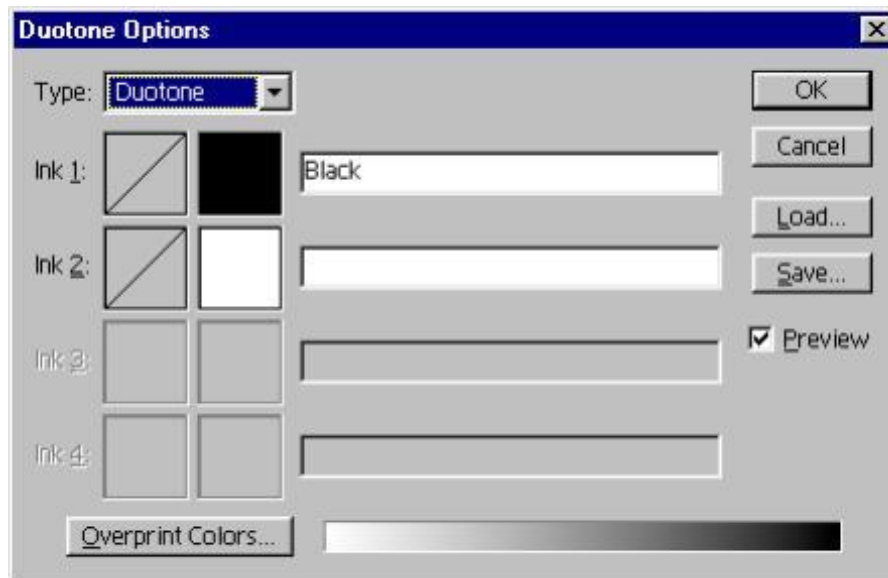 Duotone Options
Type: Duotone
OK
Ink 1: Black
Cancel
Load...
Ink 2:
Save...
Preview
Ink 3:
Ink 4:
Overprint Colors...